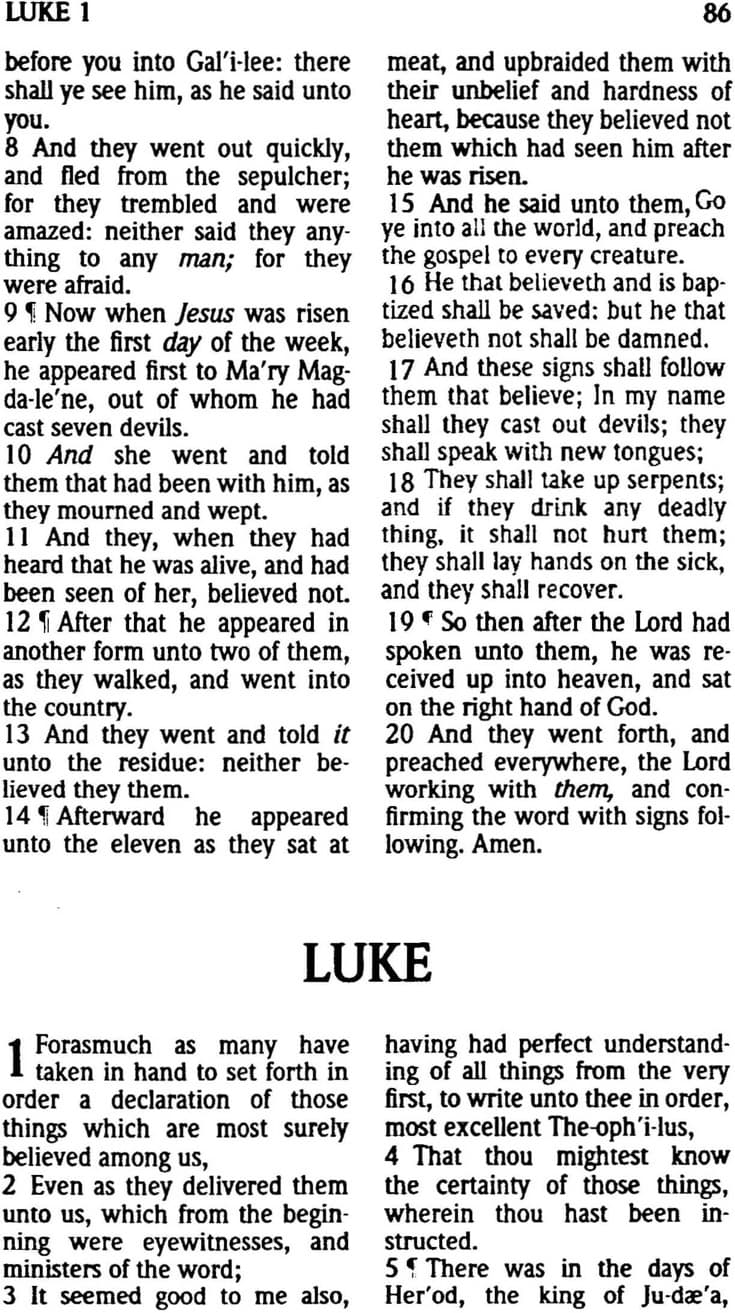 LUKE 1
86
before you into Gal'i-lee: there
shall ye see him, as he said unto
you.
8 And they went out quickly,
and fled from the sepulcher;
for they trembled and were
amazed: neither said they any-
thing to any man; for they
were afraid.
9 ¶ Now when Jesus was risen
early the first day of the week,
he appeared first to Ma'ry Mag-
da-le'ne, out of whom he had
cast seven devils.
10 And she went and told
them that had been with him, as
they mourned and wept.
11 And they, when they had
heard that he was alive, and had
been seen of her, believed not.
12 ¶ After that he appeared in
another form unto two of them,
as they walked, and went into
the country.
13 And they went and told it
unto the residue: neither be-
lieved they them.
14 ¶ Afterward he appeared
unto the eleven as they sat at
meat, and upbraided them with
their unbelief and hardness of
heart, because they believed not
them which had seen him after
he was risen.
15 And he said unto them, Go
ye into all the world, and preach
the gospel to every creature.
16 He that believeth and is bap-
tized shall be saved: but he that
believeth not shall be damned.
17 And these signs shall follow
them that believe; In my name
shall they cast out devils; they
shall speak with new tongues;
18 They shall take up serpents;
and if they drink any deadly
thing, it shall not hurt them;
they shall lay hands on the sick,
and they shall recover.
19 ¶ So then after the Lord had
spoken unto them, he was re-
ceived up into heaven, and sat
on the right hand of God.
20 And they went forth, and
preached everywhere, the Lord
working with them, and con-
firming the word with signs fol-
lowing. Amen.
LUKE
1 Forasmuch as many have
taken in hand to set forth in
order a declaration of those
things which are most surely
believed among us,
2 Even as they delivered them
unto us, which from the begin-
ning were eyewitnesses, and
ministers of the word;
3 It seemed good to me also,
having had perfect understand-
ing of all things from the very
first, to write unto thee in order,
most excellent The-oph'i-lus,
4 That thou mightest know
the certainty of those things,
wherein thou hast been in-
structed.
5 ¶ There was in the days of
Her'od, the king of Ju-dæ'a,